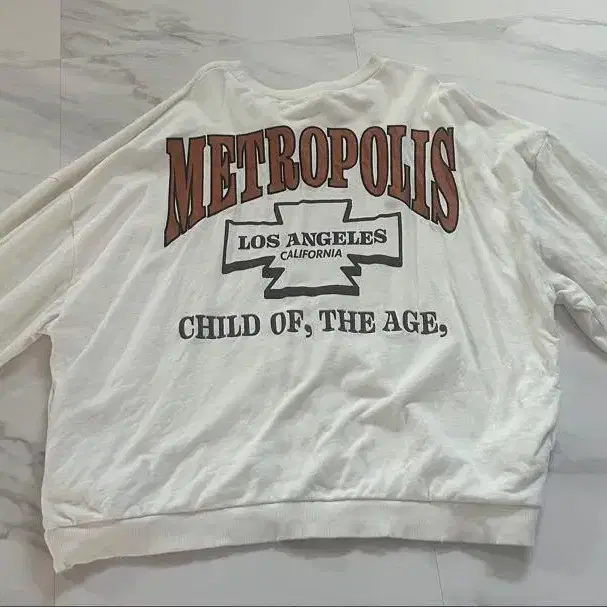 METROPOLIS
LOS ANGELES
CALIFORNIA
CHILD OF, THE AGE,